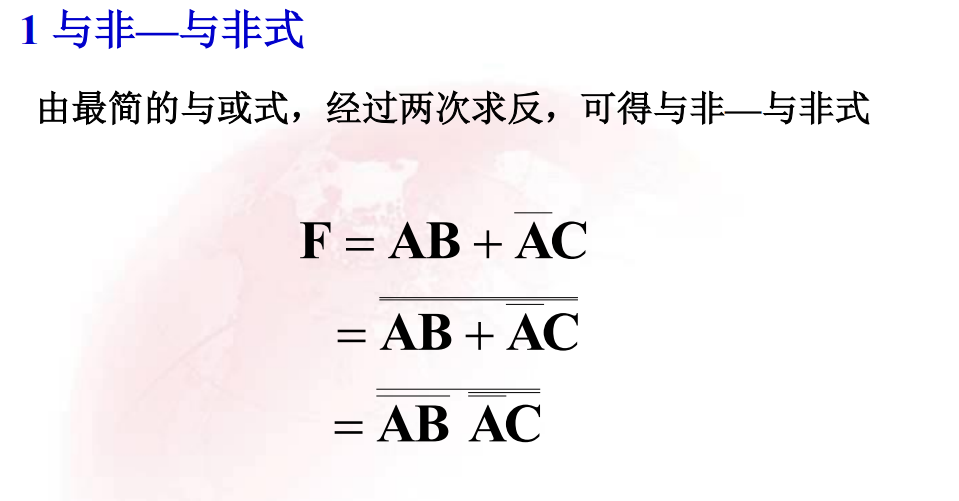 1 与非—与非式
由最简的与或式，经过两次求反，可得与非—与非式
F = AB + A̅C
= \overline{\overline{AB + \overline{A}C}}
= \overline{\overline{AB} \ \overline{\overline{A}C}}